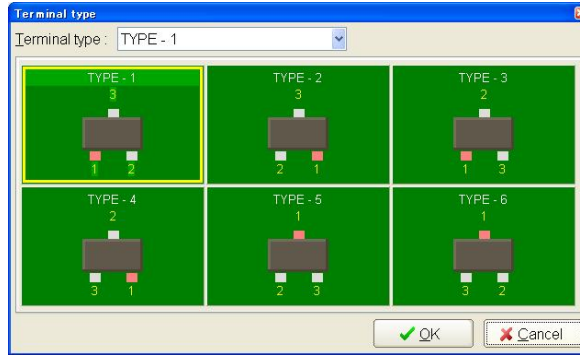 Terminal type
Terminal type : TYPE - 1
TYPE - 1
3
1 2
TYPE - 2
3
2 1
TYPE - 3
2
1 3
TYPE - 4
2
3 1
TYPE - 5
1
2 3
TYPE - 6
1
3 2
OK
Cancel